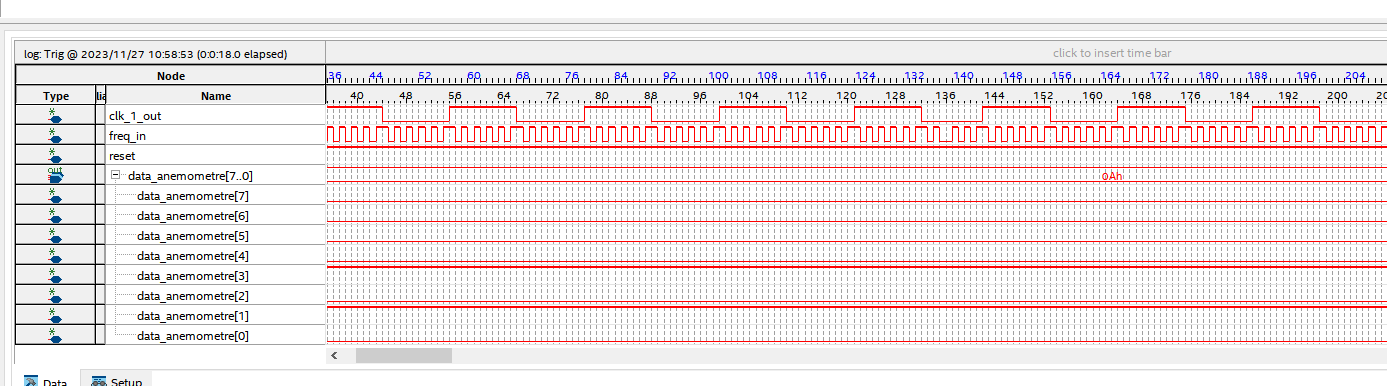 log: Trig @ 2023/11/27 10:58:53 (0:0:18.0 elapsed) click to insert time bar
Node 36 44 52 60 68 76 84 92 100 108 116 124 132 140 148 156 164 172 180 188 196 204
Type Name 40 48 56 64 72 80 88 96 104 112 120 128 136 144 152 160 168 176 184 192 200
clk_1_out
freq_in
reset
out data_anemometre[7..0] 0Ah
data_anemometre[7]
data_anemometre[6]
data_anemometre[5]
data_anemometre[4]
data_anemometre[3]
data_anemometre[2]
data_anemometre[1]
data_anemometre[0]
Data Setup